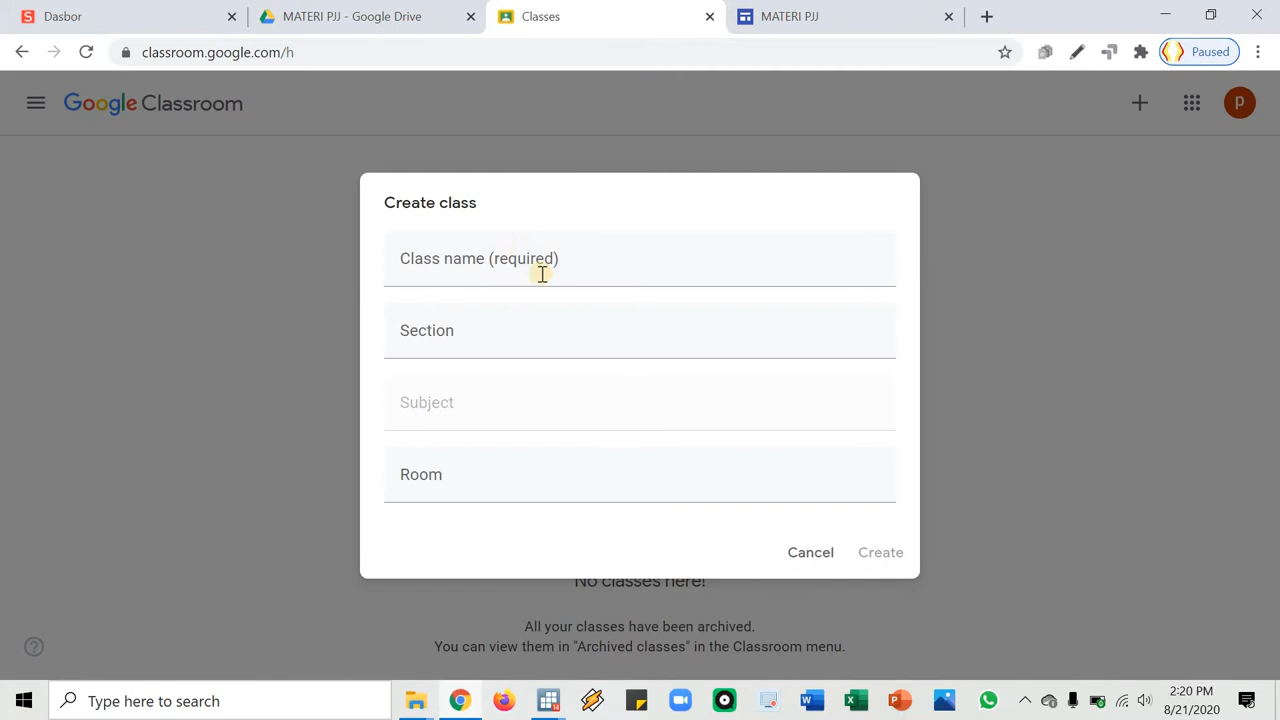 Dasbor
MATERI PJJ - Google Drive
Classes
MATERI PJJ
classroom.google.com/h
Paused
Google Classroom
p
Create class
Class name (required)
Section
Subject
Room
Cancel
Create
No classes here!
All your classes have been archived.
You can view them in "Archived classes" in the Classroom menu.
Type here to search
2:20 PM
8/21/2020